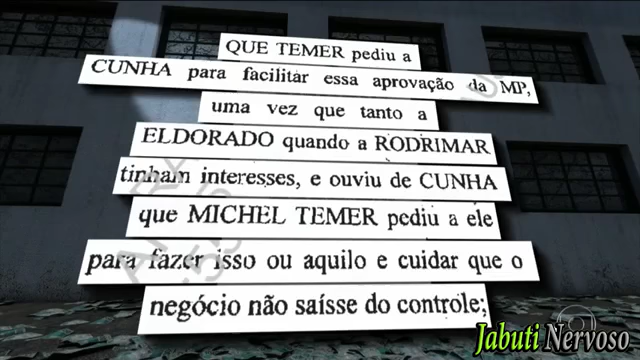 QUE TEMER pediu a
CUNHA para facilitar essa aprovação da MP,
uma vez que tanto a
ELDORADO quando a RODRIMAR
tinham interesses, e ouviu de CUNHA
que MICHEL TEMER pediu a ele
para fazer isso ou aquilo e cuidar que o
negócio não saísse do controle;
Jabuti Nervoso